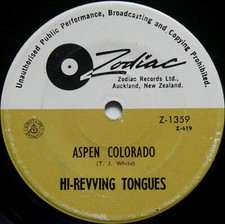 Unauthorised Public Performance, Broadcasting and Copying Prohibited.
Zodiac
Zodiac Records Ltd.,
Auckland, New Zealand.
Z-1359
Z-619
ASPEN COLORADO
(T. J. White)
HI-REVVING TONGUES